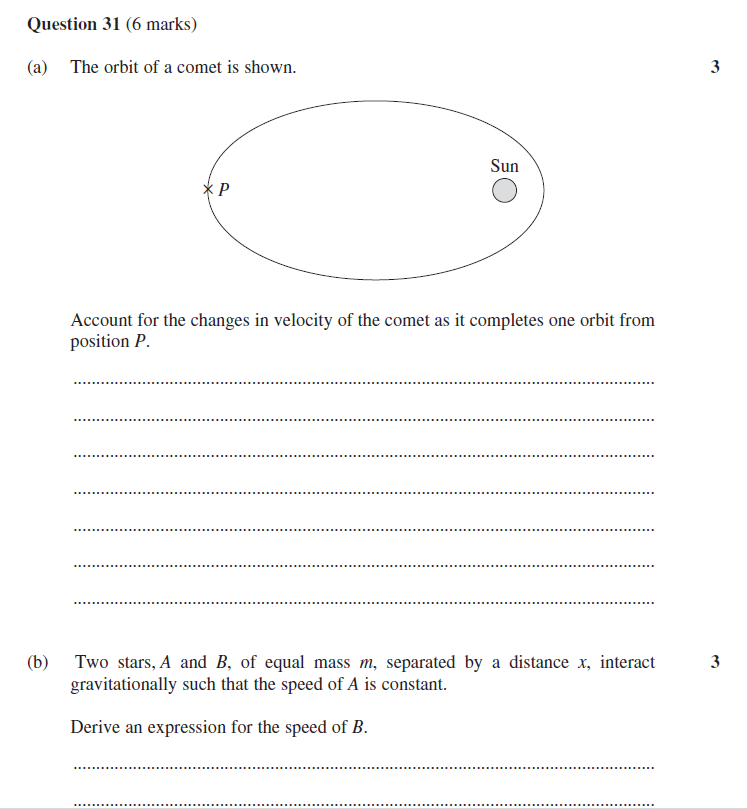 Question 31 (6 marks)
(a) The orbit of a comet is shown. 3
Sun
P
Account for the changes in velocity of the comet as it completes one orbit from
position P.
(b) Two stars, A and B, of equal mass m, separated by a distance x, interact 3
gravitationally such that the speed of A is constant.
Derive an expression for the speed of B.